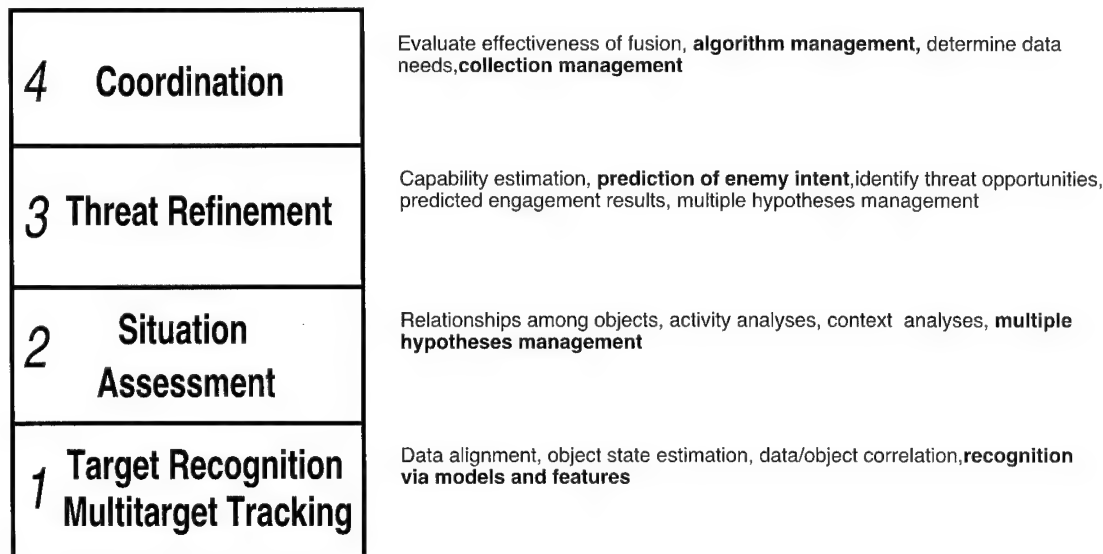 4 Coordination
Evaluate effectiveness of fusion, algorithm management, determine data
needs,collection management
3 Threat Refinement
Capability estimation, prediction of enemy intent,identify threat opportunities,
predicted engagement results, multiple hypotheses management
2 Situation
Assessment
Relationships among objects, activity analyses, context analyses, multiple
hypotheses management
1 Target Recognition
Multitarget Tracking
Data alignment, object state estimation, data/object correlation,recognition
via models and features